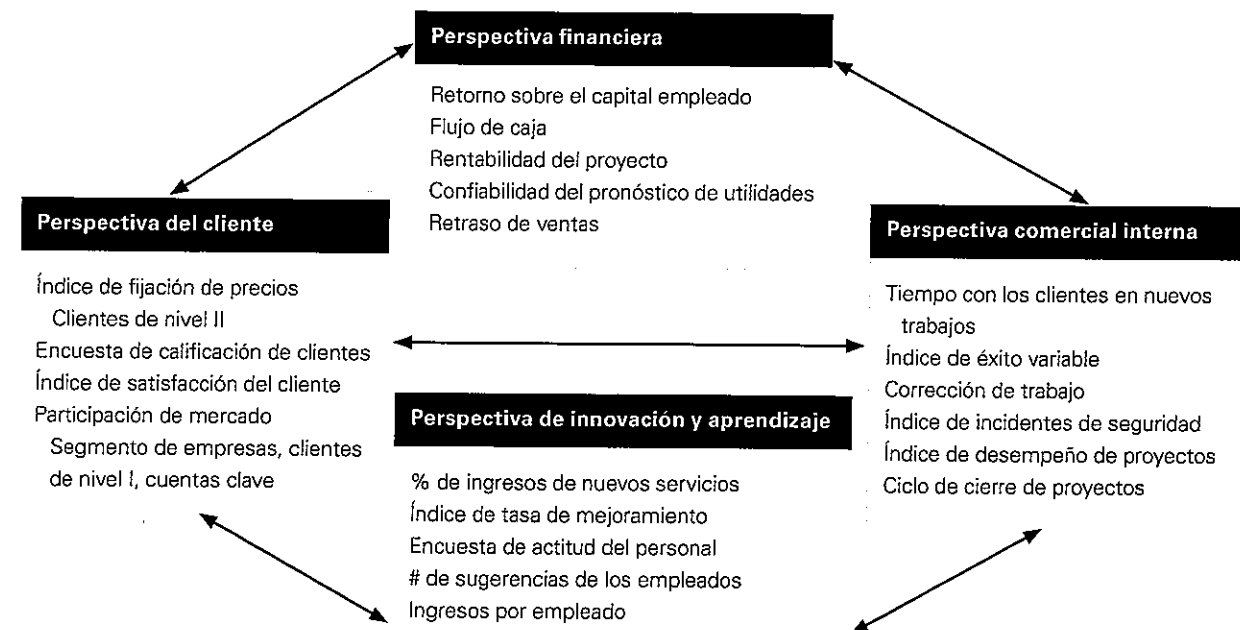 Perspectiva financiera
Retorno sobre el capital empleado
Flujo de caja
Rentabilidad del proyecto
Confiabilidad del pronóstico de utilidades
Retraso de ventas
Perspectiva del cliente
Índice de fijación de precios
Clientes de nivel II
Encuesta de calificación de clientes
Índice de satisfacción del cliente
Participación de mercado
Segmento de empresas, clientes
de nivel I, cuentas clave
Perspectiva comercial interna
Tiempo con los clientes en nuevos
trabajos
Índice de éxito variable
Corrección de trabajo
Índice de incidentes de seguridad
Índice de desempeño de proyectos
Ciclo de cierre de proyectos
Perspectiva de innovación y aprendizaje
% de ingresos de nuevos servicios
Índice de tasa de mejoramiento
Encuesta de actitud del personal
# de sugerencias de los empleados
Ingresos por empleado